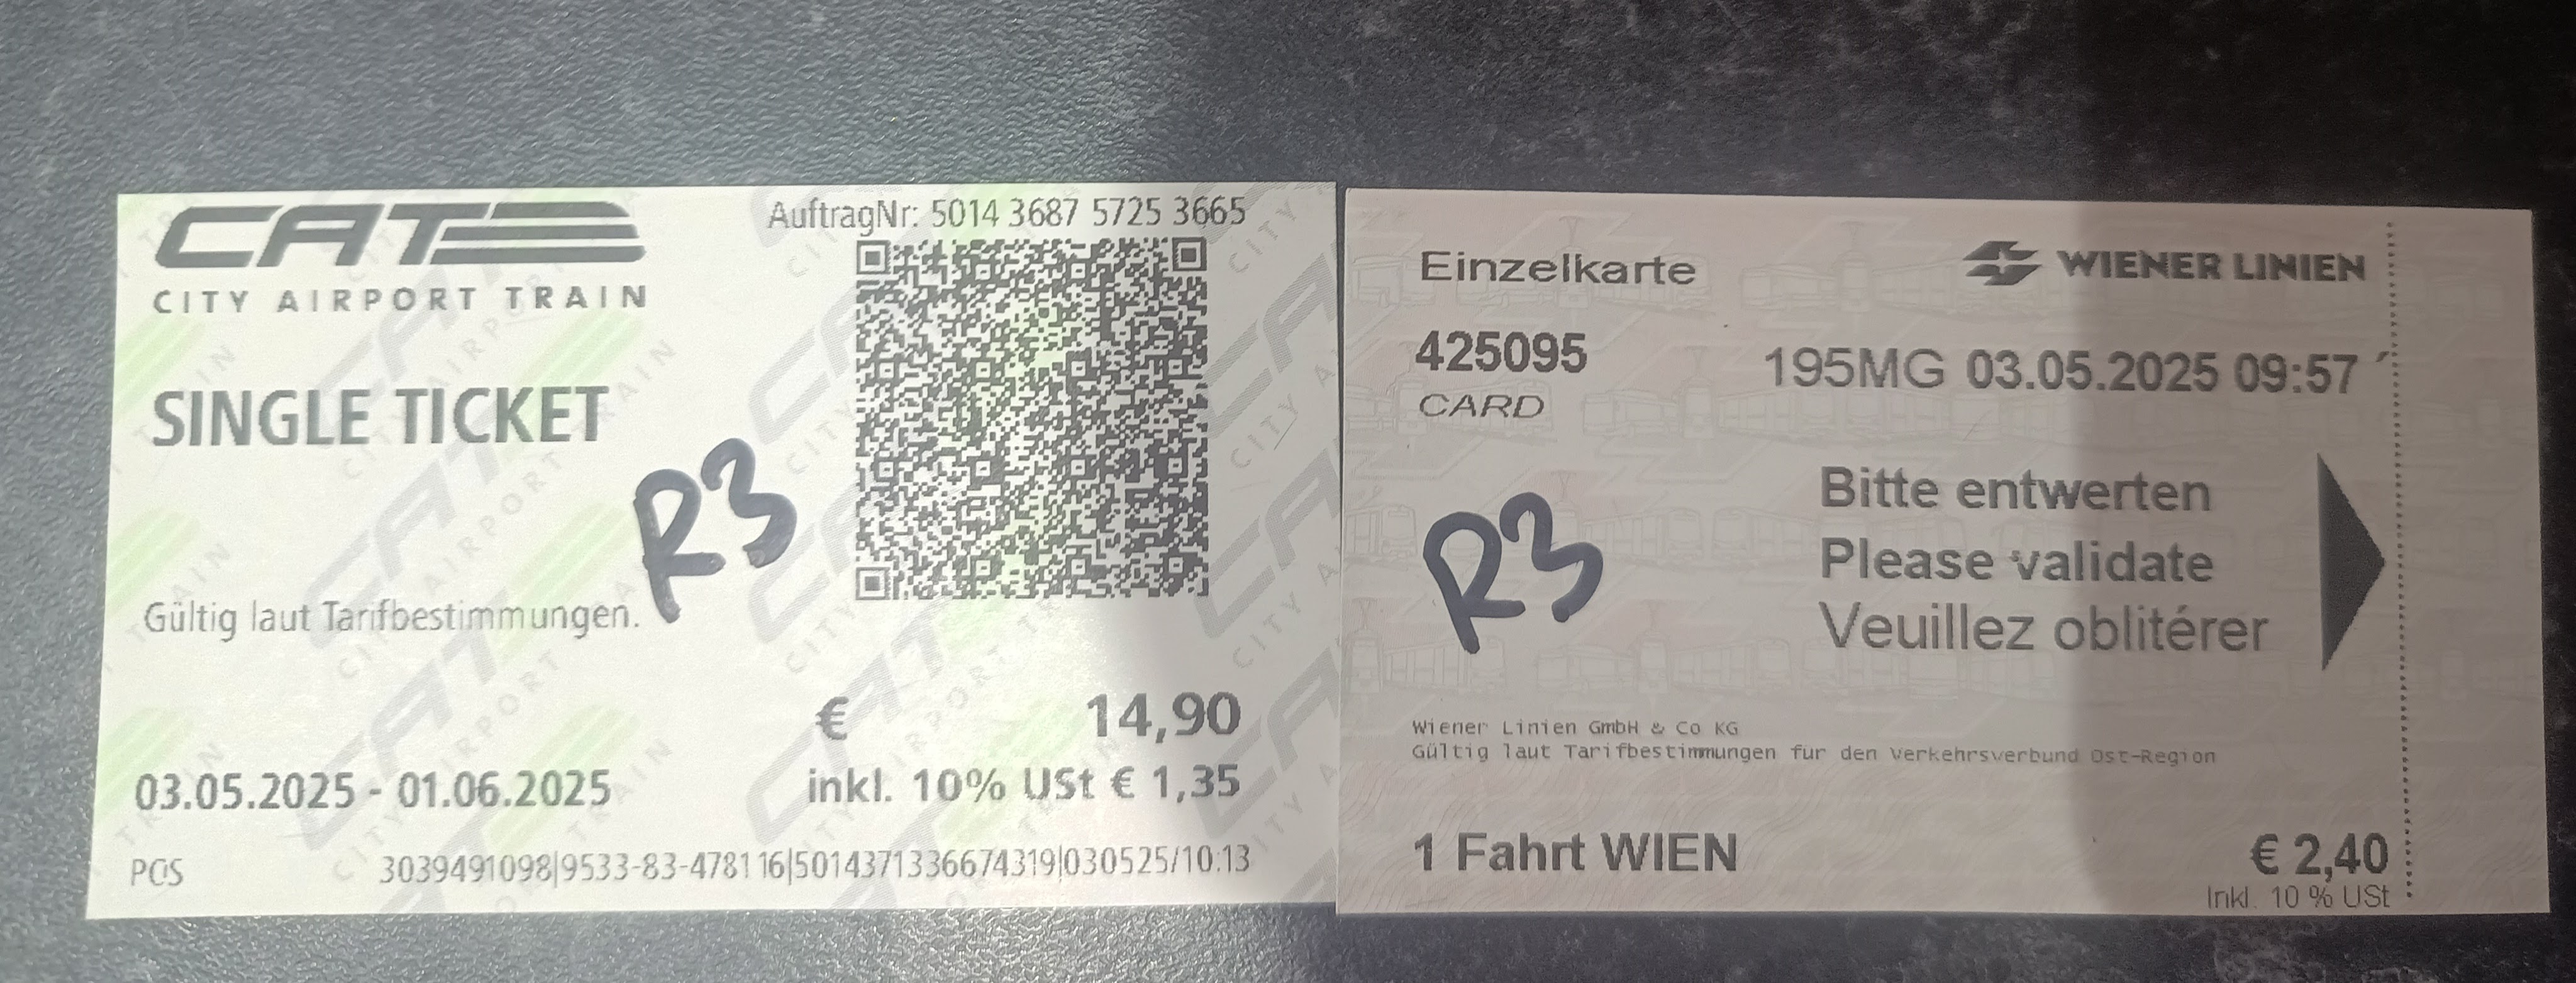 CAT
CITY AIRPORT TRAIN
AuftragNr: 5014 3687 5725 3665
SINGLE TICKET
R3
Gültig laut Tarifbestimmungen.
€ 14,90
03.05.2025 - 01.06.2025
inkl. 10% USt € 1,35
PCIS 3039491098|9533-83-478116|5014371336674319|030525/10:13
Einzelkarte
WIENER LINIEN
425095
195MG 03.05.2025 09:57
CARD
R3
Bitte entwerten
Please validate
Veuillez oblitérer
Wiener Linien GmbH & Co KG
Gültig laut Tarifbestimmungen für den Verkehrsverbund Ost-Region
1 Fahrt WIEN
€ 2,40
Inkl. 10 % USt